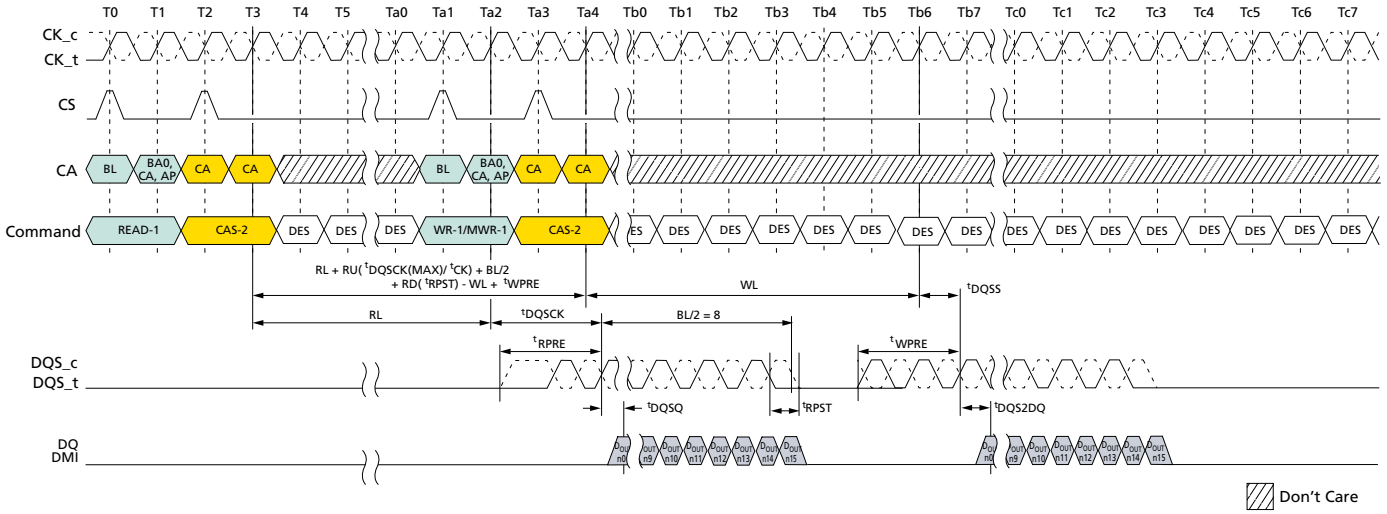 T0 T1 T2 T3 T4 T5 Ta0 Ta1 Ta2 Ta3 Ta4 Tb0 Tb1 Tb2 Tb3 Tb4 Tb5 Tb6 Tb7 Tc0 Tc1 Tc2 Tc3 Tc4 Tc5 Tc6 Tc7
CK_c
CK_t
CS
CA BL BA0, CA, AP CA CA BL BA0, CA, AP CA CA
Command READ-1 CAS-2 DES DES DES WR-1/MWR-1 CAS-2 ES DES DES DES DES DES DES DES DES DES DES DES DES DES DES DES
RL + RU( tDQSCK(MAX)/ tCK) + BL/2
+ RD( tRPST) - WL + tWPRE
WL
tDQSS
RL
tDQSCK
BL/2 = 8
tRPRE
tWPRE
DQS_c
DQS_t
tDQSQ
tRPST
tDQS2DQ
DQ
DMI
DOUT n0 OUT n9 DOUT n10 DOUT n11 DOUT n12 DOUT n13 DOUT n14 DOUT n15
DOUT n0 OUT n9 DOUT n10 DOUT n11 DOUT n12 DOUT n13 DOUT n14 DOUT n15
Don't Care